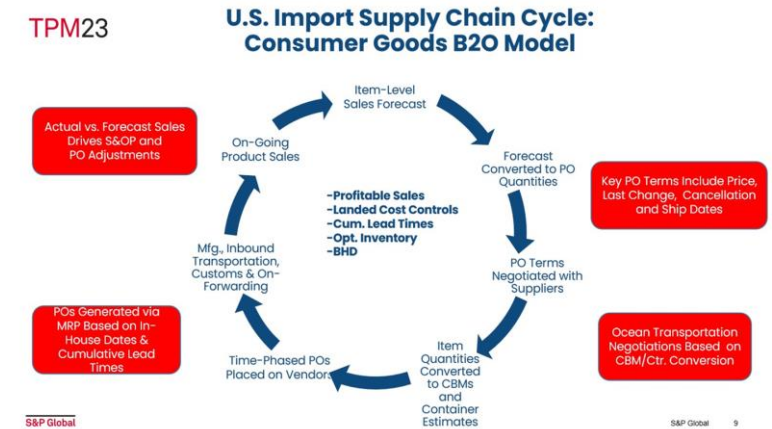 TPM23
U.S. Import Supply Chain Cycle:
Consumer Goods B2O Model
Item-Level
Sales Forecast
Forecast
Converted to PO
Quantities
PO Terms
Negotiated with
Suppliers
Item
Quantities
Converted
to CBMs
and
Container
Estimates
Time-Phased POs
Placed on Vendors
Mfg., Inbound
Transportation,
Customs & On-
Forwarding
On-Going
Product Sales
-Profitable Sales
-Landed Cost Controls
-Cum. Lead Times
-Opt. Inventory
-BHD
Actual vs. Forecast Sales
Drives S&OP and
PO Adjustments
Key PO Terms Include Price,
Last Change, Cancellation
and Ship Dates
Ocean Transportation
Negotiations Based on
CBM/Ctr. Conversion
POs Generated via
MRP Based on In-
House Dates &
Cumulative Lead
Times
S&P Global
S&P Global 9